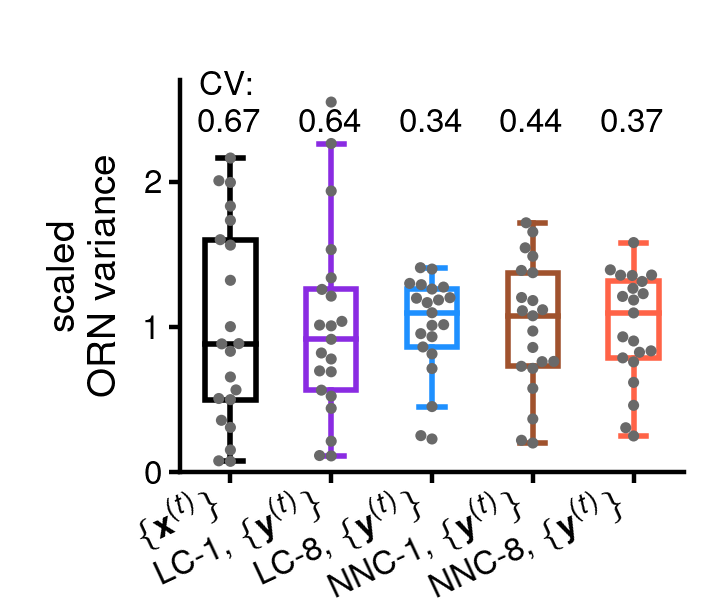 CV:
0.67 0.64 0.34 0.44 0.37
scaled
ORN variance
2
1
0
{x^(t)}
LC-1, {y^(t)}
LC-8, {y^(t)}
NNC-1, {y^(t)}
NNC-8, {y^(t)}